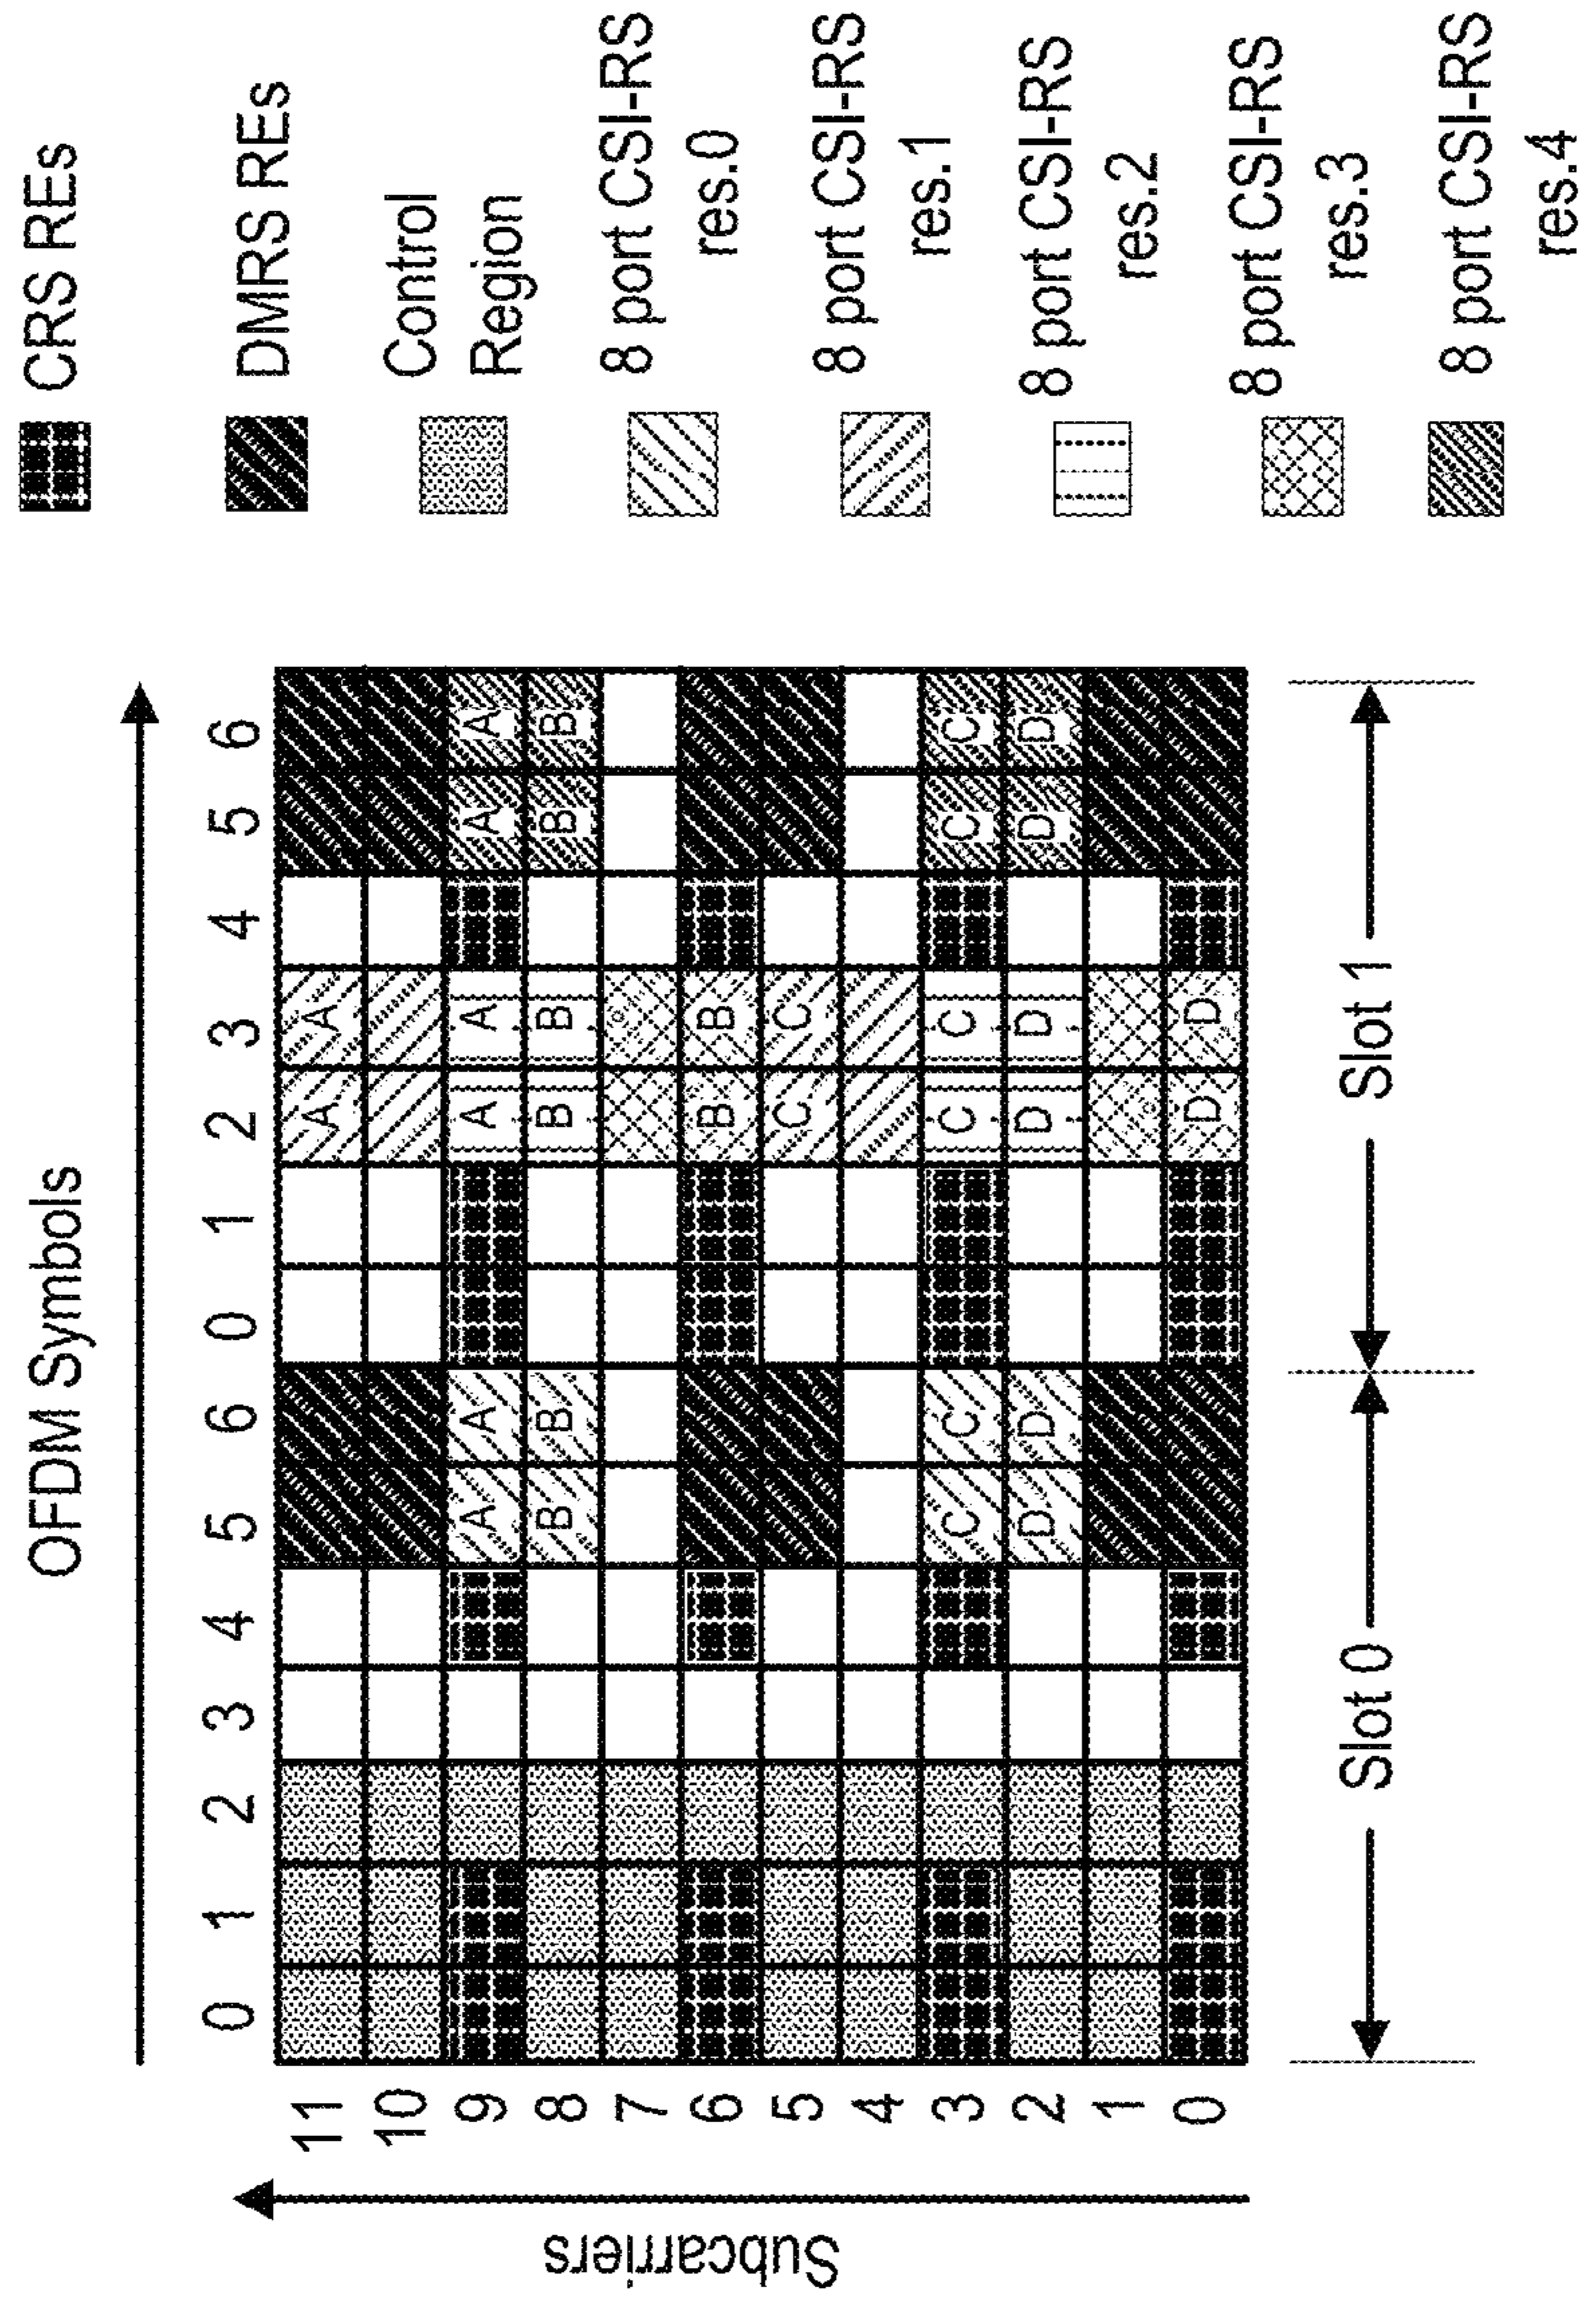 OFDM Symbols
0 1 2 3 4 5 6 0 1 2 3 4 5 6
Subcarriers
11 A A
10
9 A A A A A A
8 B B B B B B
7
6 B B
5 C C
4
3 C C C C C C
2 D D D D D D
1
0 D D
Slot 0 Slot 1
CRS REs
DMRS REs
Control
Region
8 port CSI-RS
res.0
8 port CSI-RS
res.1
8 port CSI-RS
res.2
8 port CSI-RS
res.3
8 port CSI-RS
res.4